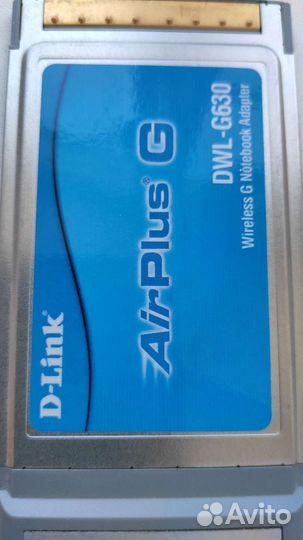 D-Link
AirPlus® G
DWL-G630
Wireless G Notebook Adapter
Avito